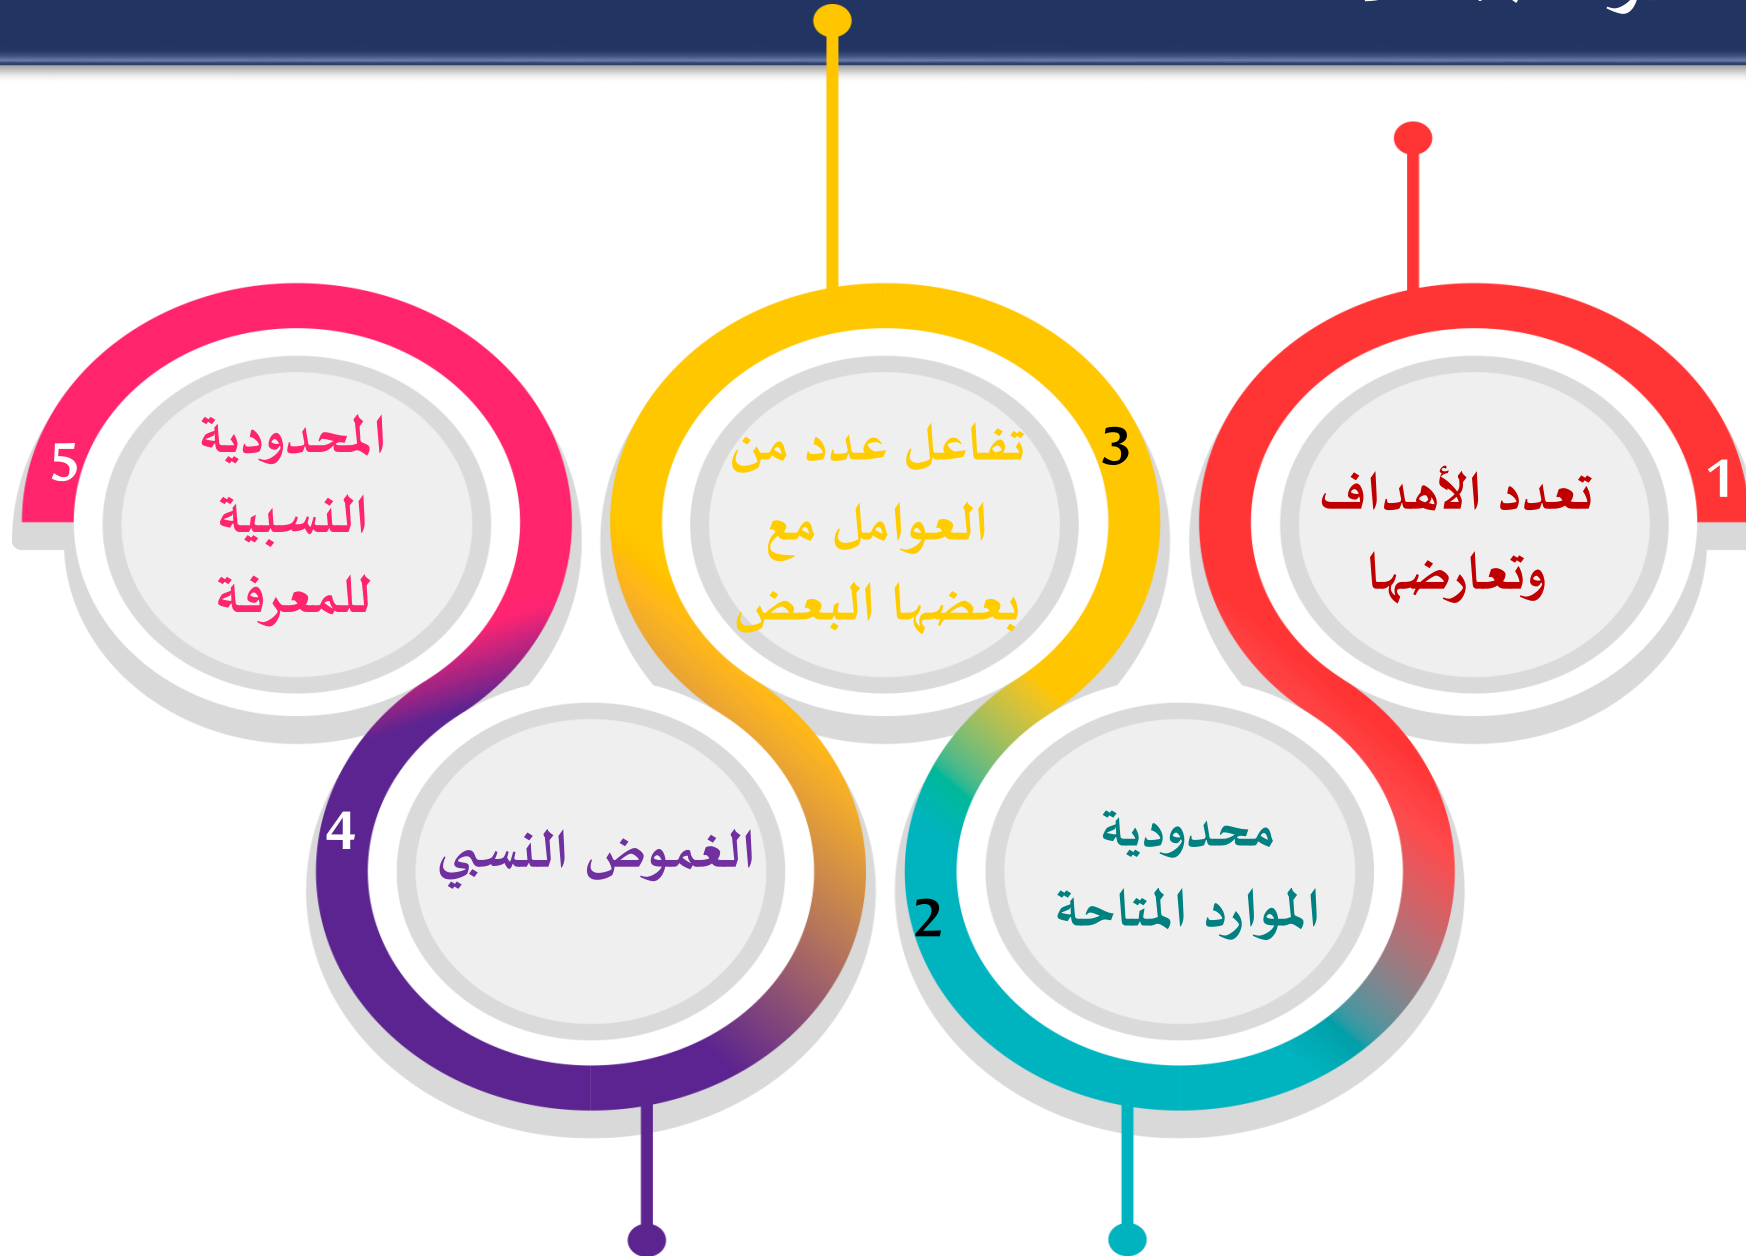 1
تعدد الأهداف
وتعارضها
2
محدودية
الموارد المتاحة
3
تفاعل عدد من
العوامل مع
بعضها البعض
4
الغموض النسبي
5
المحدودية
النسبية
للمعرفة